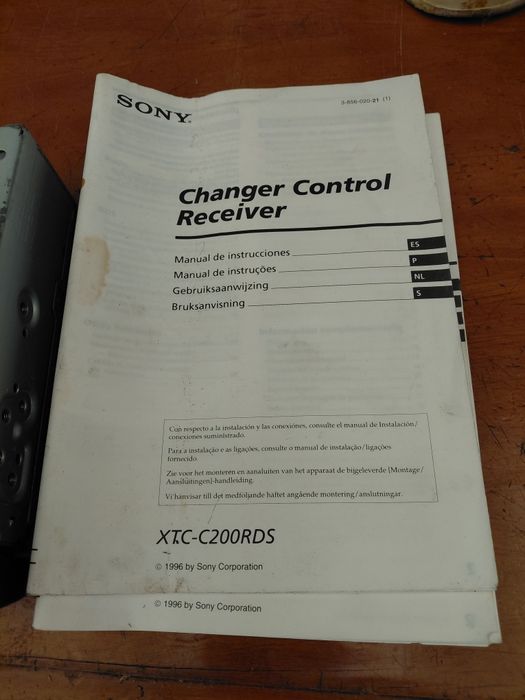 SONY
3-856-020-21 (1)
Changer Control
Receiver
Manual de instrucciones
ES
Manual de instruções
P
Gebruiksaanwijzing
NL
Bruksanvisning
S
Con respecto a la instalación y las conexiones, consulte el manual de Instalación/
conexiones suministrado.
Para a instalação e as ligações, consulte o manual de instalação/ligações
fornecido.
Zie voor het monteren en aansluiten van het apparaat de bijgeleverde [Montage/
Aansluitingen]-handleiding.
Vi hänvisar till det medföljande häftet angående montering/anslutningar.
XT.C-C200RDS
© 1996 by Sony Corporation
© 1996 by Sony Corporation